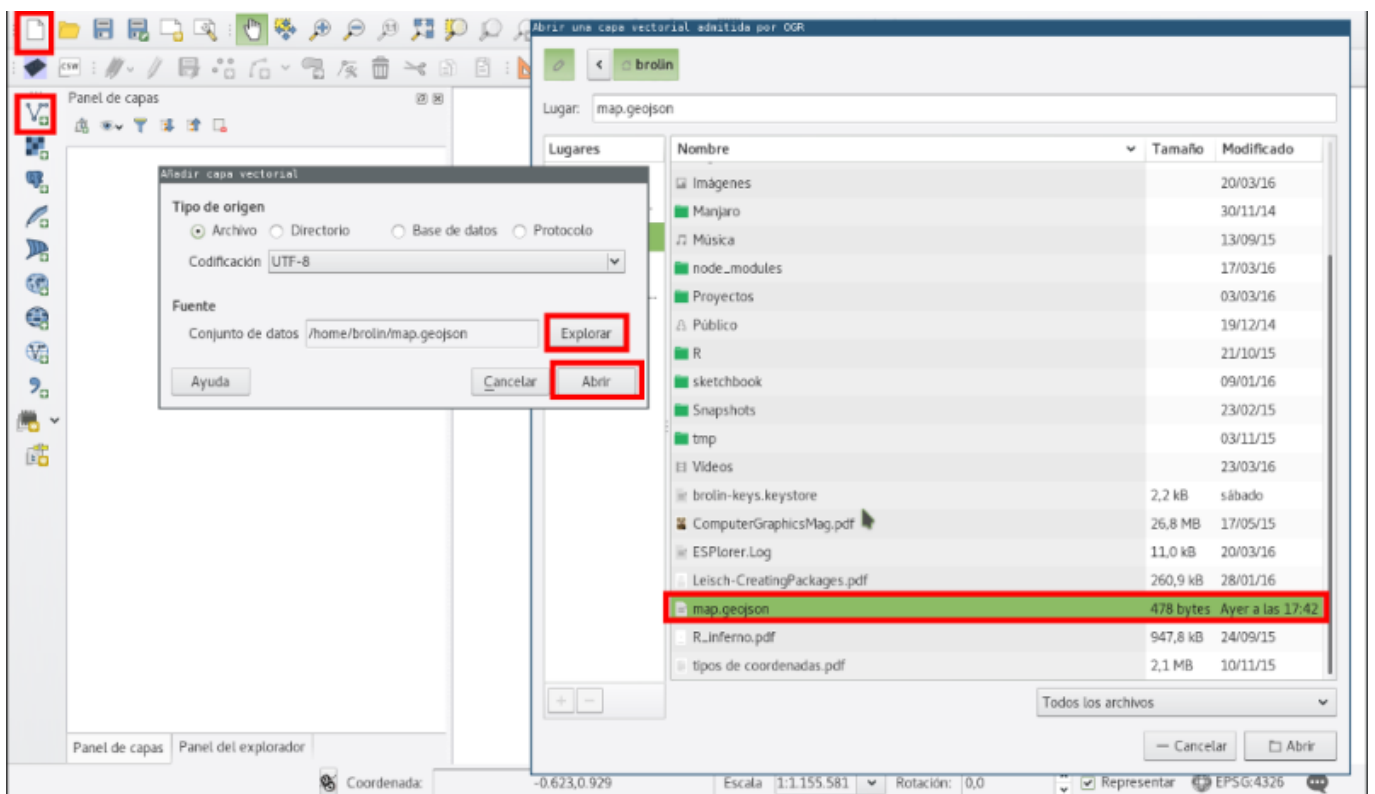 Abrir una capa vectorial admitida por OGR
brolin
CSW
Panel de capas
Lugar: map.geojson
Lugares
Nombre Tamaño Modificado
Imágenes 20/03/16
Manjaro 30/11/14
Música 13/09/15
node_modules 17/03/16
Proyectos 03/03/16
Público 19/12/14
R 21/10/15
sketchbook 09/01/16
Snapshots 23/02/15
tmp 03/11/15
Vídeos 23/03/16
brolin-keys.keystore 2,2 kB sábado
ComputerGraphicsMag.pdf 26,8 MB 17/05/15
ESPlorer.Log 11,0 kB 20/03/16
Leisch-CreatingPackages.pdf 260,9 kB 28/01/16
map.geojson 478 bytes Ayer a las 17:42
R_inferno.pdf 947,8 kB 24/09/15
tipos de coordenadas.pdf 2,1 MB 10/11/15
Todos los archivos
Cancelar Abrir
Añadir capa vectorial
Tipo de origen
Archivo Directorio Base de datos Protocolo
Codificación UTF-8
Fuente
Conjunto de datos /home/brolin/map.geojson Explorar
Ayuda Cancelar Abrir
Panel de capas Panel del explorador
Coordenada: -0.623,0.929 Escala 1:1.155.581 Rotación: 0,0 Representar EPSG:4326